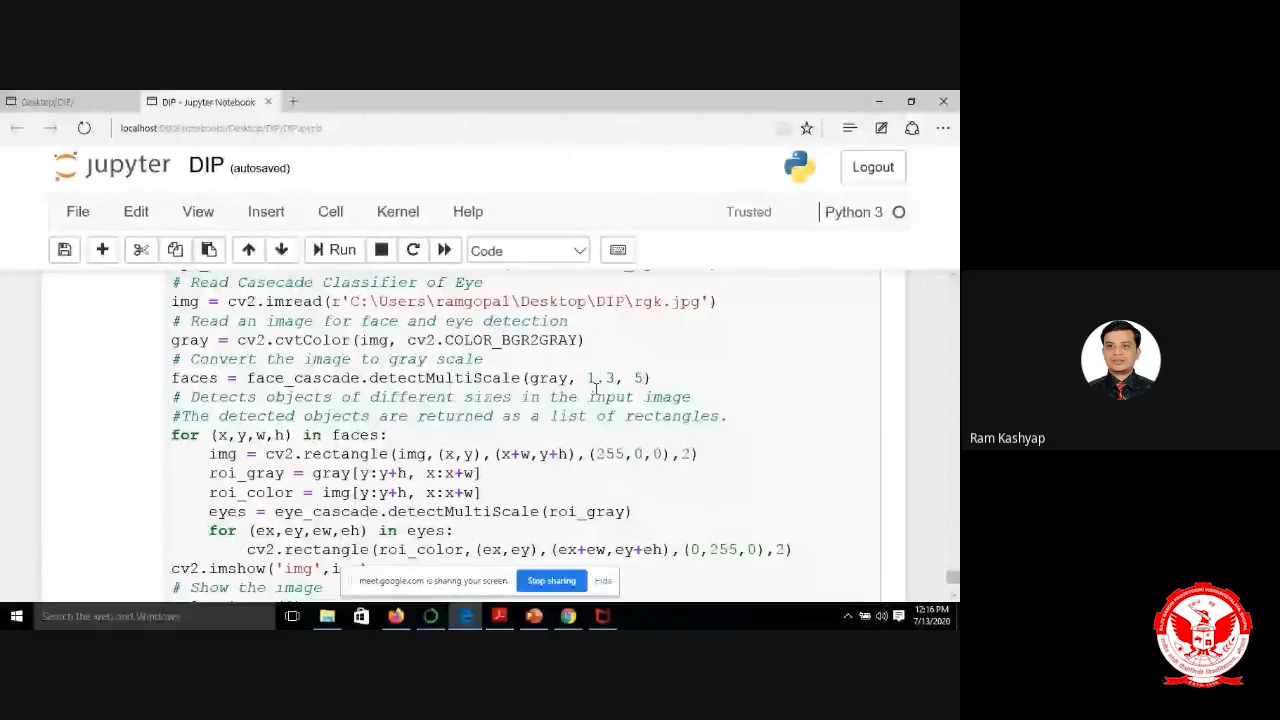 Desktop/DIP/
DIP - Jupyter Notebook
jupyter DIP (autosaved)
Logout
File Edit View Insert Cell Kernel Help
Trusted Python 3
Run
Code
# Read Casecade Classifier of Eye
img = cv2.imread(r'C:\Users\ramgopal\Desktop\DIP\rgk.jpg')
# Read an image for face and eye detection
gray = cv2.cvtColor(img, cv2.COLOR_BGR2GRAY)
# Convert the image to gray scale
faces = face_cascade.detectMultiScale(gray, 1.3, 5)
# Detects objects of different sizes in the input image
#The detected objects are returned as a list of rectangles.
for (x,y,w,h) in faces:
img = cv2.rectangle(img,(x,y),(x+w,y+h),(255,0,0),2)
roi_gray = gray[y:y+h, x:x+w]
roi_color = img[y:y+h, x:x+w]
eyes = eye_cascade.detectMultiScale(roi_gray)
for (ex,ey,ew,eh) in eyes:
cv2.rectangle(roi_color,(ex,ey),(ex+ew,ey+eh),(0,255,0),2)
cv2.imshow('img',i
# Show the image
meet.google.com is sharing your screen.
Stop sharing
Hide
Search the web and Windows
12:16 PM
7/13/2020
Ram Kashyap